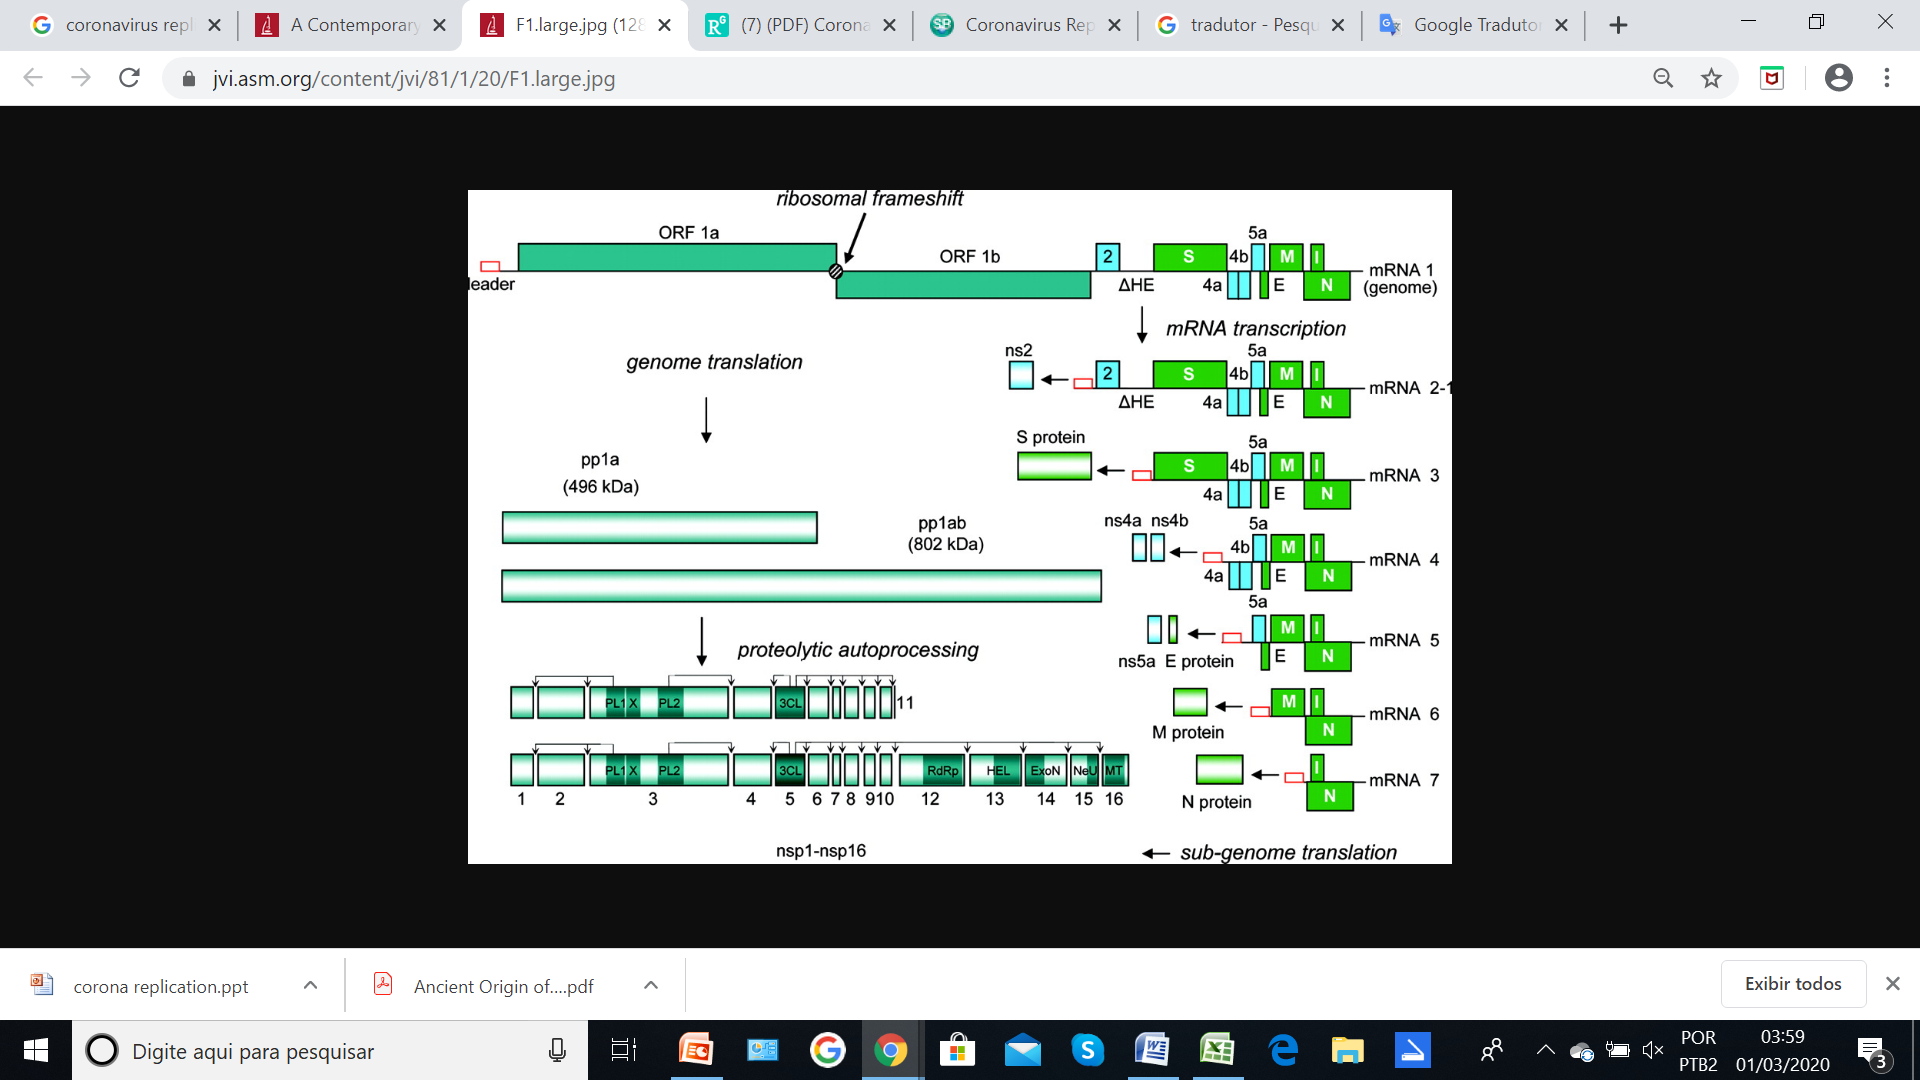 coronavirus repl
A Contemporary
F1.large.jpg (128
(7) (PDF) Corona
Coronavirus Rep
tradutor - Pesqu
Google Tradutor
jvi.asm.org/content/jvi/81/1/20/F1.large.jpg
ribosomal frameshift
ORF 1a
ORF 1b
leader
2
ΔHE
S
4a
4b
5a
E
M
I
N
mRNA 1
(genome)
mRNA transcription
genome translation
ns2
2
ΔHE
S
4a
4b
5a
E
M
I
N
mRNA 2-1
S protein
S
4a
4b
5a
E
M
I
N
mRNA 3
pp1a
(496 kDa)
pp1ab
(802 kDa)
ns4a ns4b
4a
4b
5a
E
M
I
N
mRNA 4
ns5a E protein
5a
E
M
I
N
mRNA 5
proteolytic autoprocessing
PL1 X PL2 3CL 11
M protein
M
I
N
mRNA 6
PL1 X PL2 3CL RdRp HEL ExoN NeU MT
1 2 3 4 5 6 7 8 9 10 12 13 14 15 16
N protein
I
N
mRNA 7
nsp1-nsp16
sub-genome translation
corona replication.ppt
Ancient Origin of....pdf
Exibir todos
Digite aqui para pesquisar
POR
PTB2
03:59
01/03/2020
3